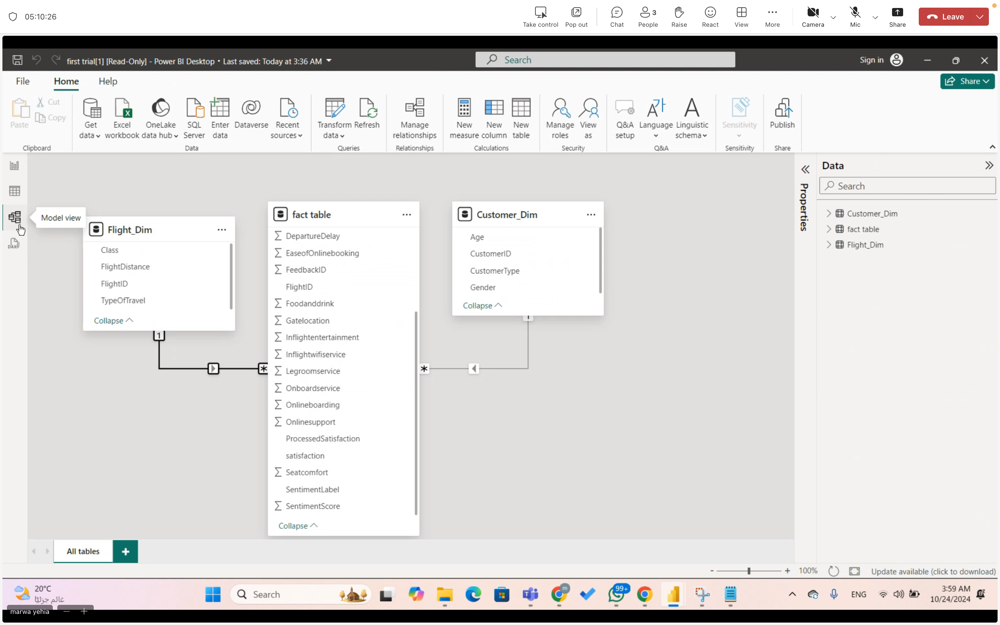 05:10:26
Take control
Pop out
Chat
3
People
Raise
React
View
More
Camera
Mic
Share
Leave
first trial[1] [Read-Only] - Power BI Desktop • Last saved: Today at 3:36 AM
Search
Sign in
File
Home
Help
Share
Paste
Cut
Copy
Get data
Excel workbook
OneLake data hub
SQL Server
Enter data
Dataverse
Recent sources
Transform data
Refresh
Manage relationships
New measure
New column
New table
Manage roles
View as
Q&A setup
Language
Linguistic schema
Sensitivity
Publish
Clipboard
Data
Queries
Relationships
Calculations
Security
Q&A
Sensitivity
Share
DAX
Model view
Flight_Dim
Class
FlightDistance
FlightID
TypeOfTravel
Collapse
1
*
fact table
DepartureDelay
EaseofOnlinebooking
FeedbackID
FlightID
Foodanddrink
Gatelocation
Inflightentertainment
Inflightwifiservice
Legroomservice
Onboardservice
Onlineboarding
Onlinesupport
ProcessedSatisfaction
satisfaction
Seatcomfort
SentimentLabel
SentimentScore
Collapse
*
Customer_Dim
Age
CustomerID
CustomerType
Gender
Collapse
1
Properties
Data
Search
Customer_Dim
fact table
Flight_Dim
All tables
100%
Update available (click to download)
20°C
غائم جزئيًا
Search
m
99+
ENG
3:59 AM
10/24/2024
marwa yehia